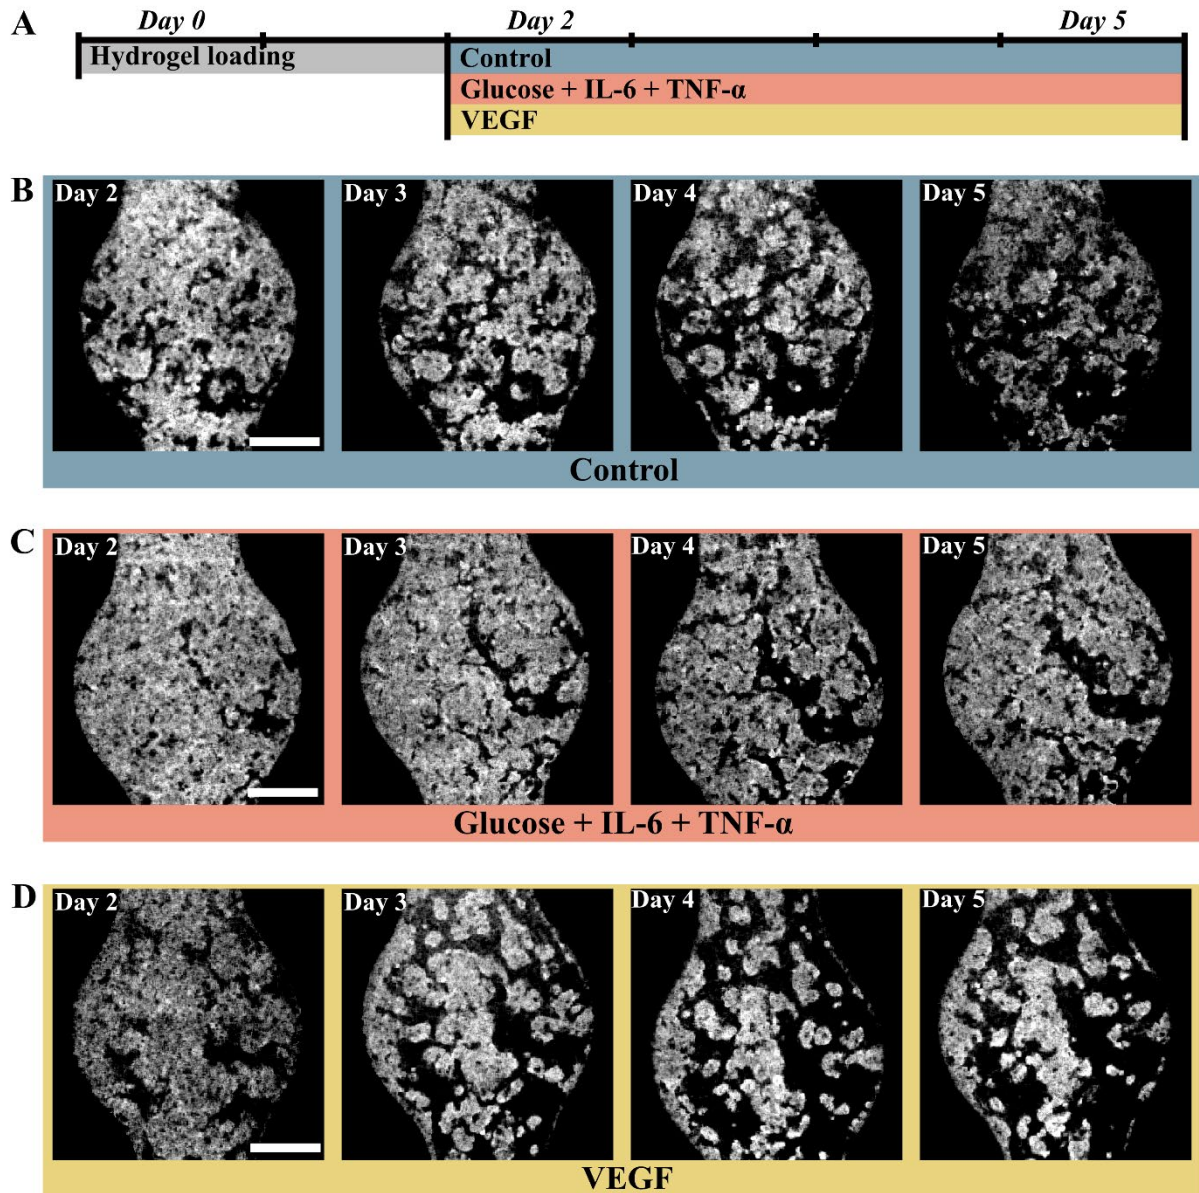 A
Day 0 Day 2 Day 5
Hydrogel loading Control
Glucose + IL-6 + TNF-α
VEGF
B
Day 2 Day 3 Day 4 Day 5
Control
C
Day 2 Day 3 Day 4 Day 5
Glucose + IL-6 + TNF-α
D
Day 2 Day 3 Day 4 Day 5
VEGF